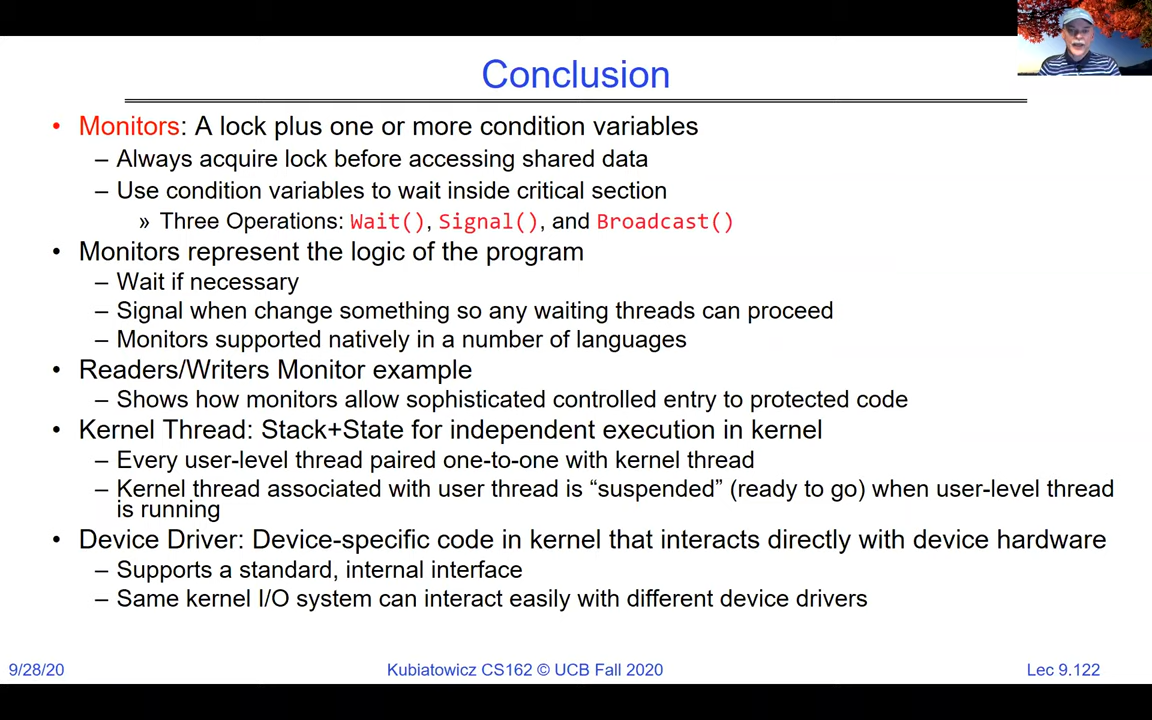 Conclusion
• Monitors: A lock plus one or more condition variables
– Always acquire lock before accessing shared data
– Use condition variables to wait inside critical section
» Three Operations: Wait(), Signal(), and Broadcast()
• Monitors represent the logic of the program
– Wait if necessary
– Signal when change something so any waiting threads can proceed
– Monitors supported natively in a number of languages
• Readers/Writers Monitor example
– Shows how monitors allow sophisticated controlled entry to protected code
• Kernel Thread: Stack+State for independent execution in kernel
– Every user-level thread paired one-to-one with kernel thread
– Kernel thread associated with user thread is “suspended” (ready to go) when user-level thread
is running
• Device Driver: Device-specific code in kernel that interacts directly with device hardware
– Supports a standard, internal interface
– Same kernel I/O system can interact easily with different device drivers
9/28/20
Kubiatowicz CS162 © UCB Fall 2020
Lec 9.122